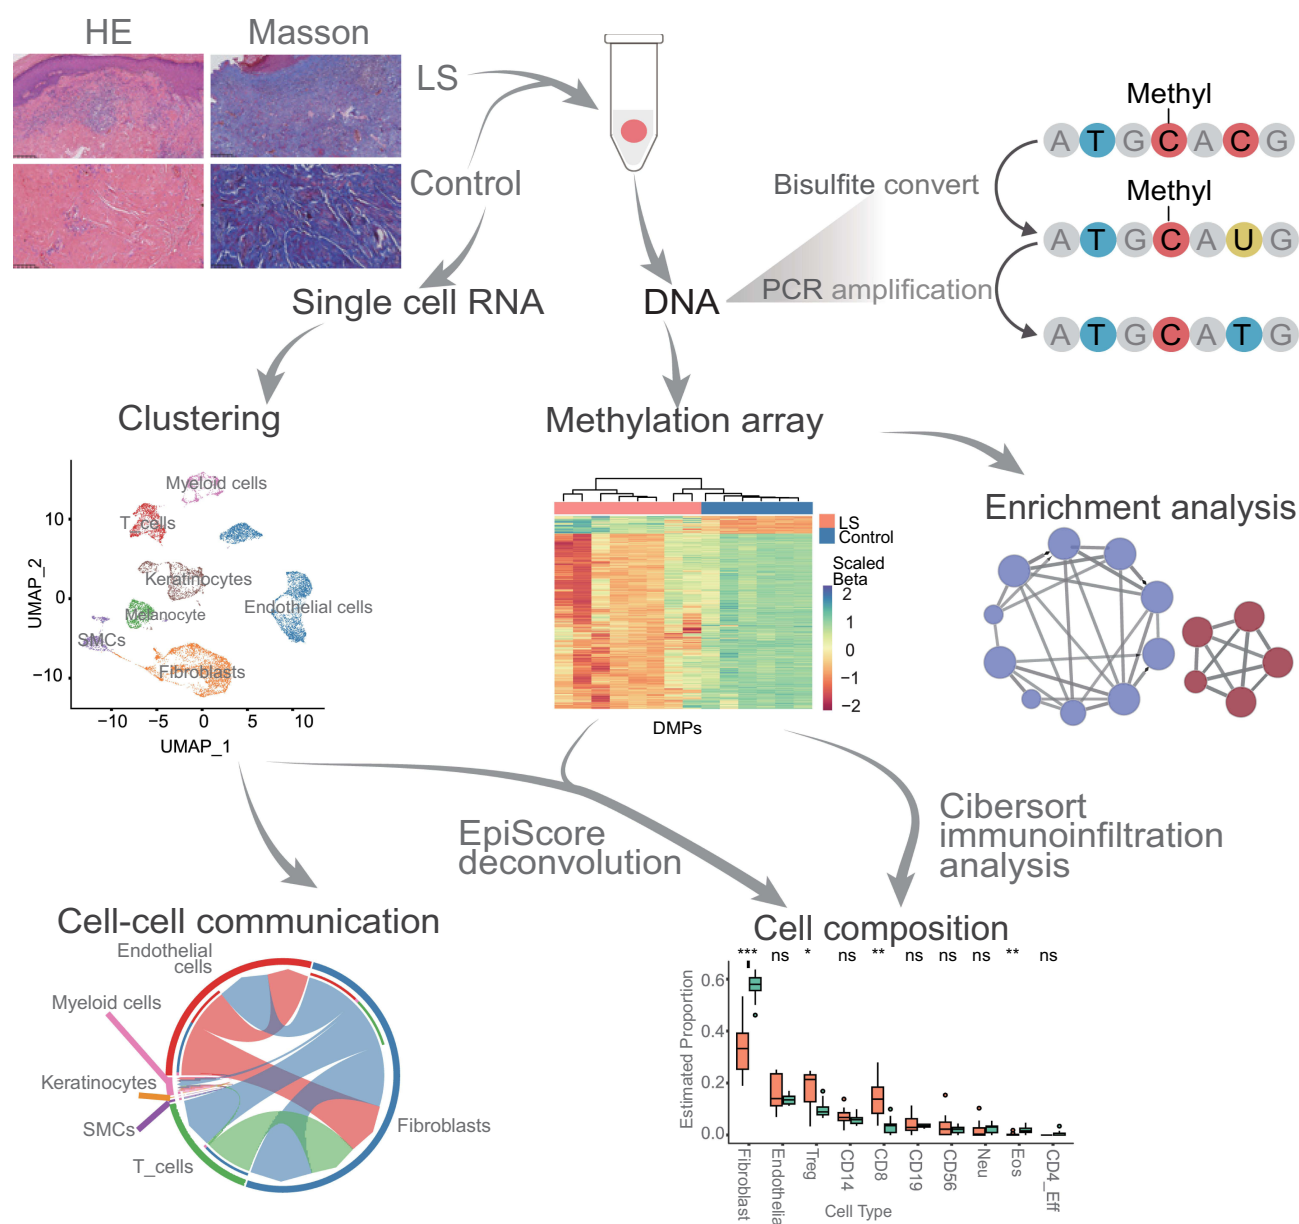 HE
Masson
LS
Control
Methyl
A T G C A C G
Bisulfite convert
Methyl
A T G C A U G
PCR amplification
A T G C A T G
Single cell RNA
DNA
Clustering
Methylation array
Enrichment analysis
UMAP_2
10
0
−10
Myeloid cells
T_cells
Keratinocytes
Melanocyte
Endothelial cells
SMCs
Fibroblasts
−10 −5 0 5 10
UMAP_1
LS
Control
Scaled
Beta
2
1
0
−1
−2
DMPs
EpiScore
deconvolution
Cibersort
immunoinfiltration
analysis
Cell-cell communication
Endothelial
cells
Myeloid cells
Keratinocytes
SMCs
T_cells
Fibroblasts
Cell composition
*** ns * ns ** ns ns ns ** ns
Estimated Proportion
0.6
0.4
0.2
0.0
Fibroblast
Endothelia
Treg
CD14
CD8
CD19
CD56
Neu
Eos
CD4_Eff
Cell Type